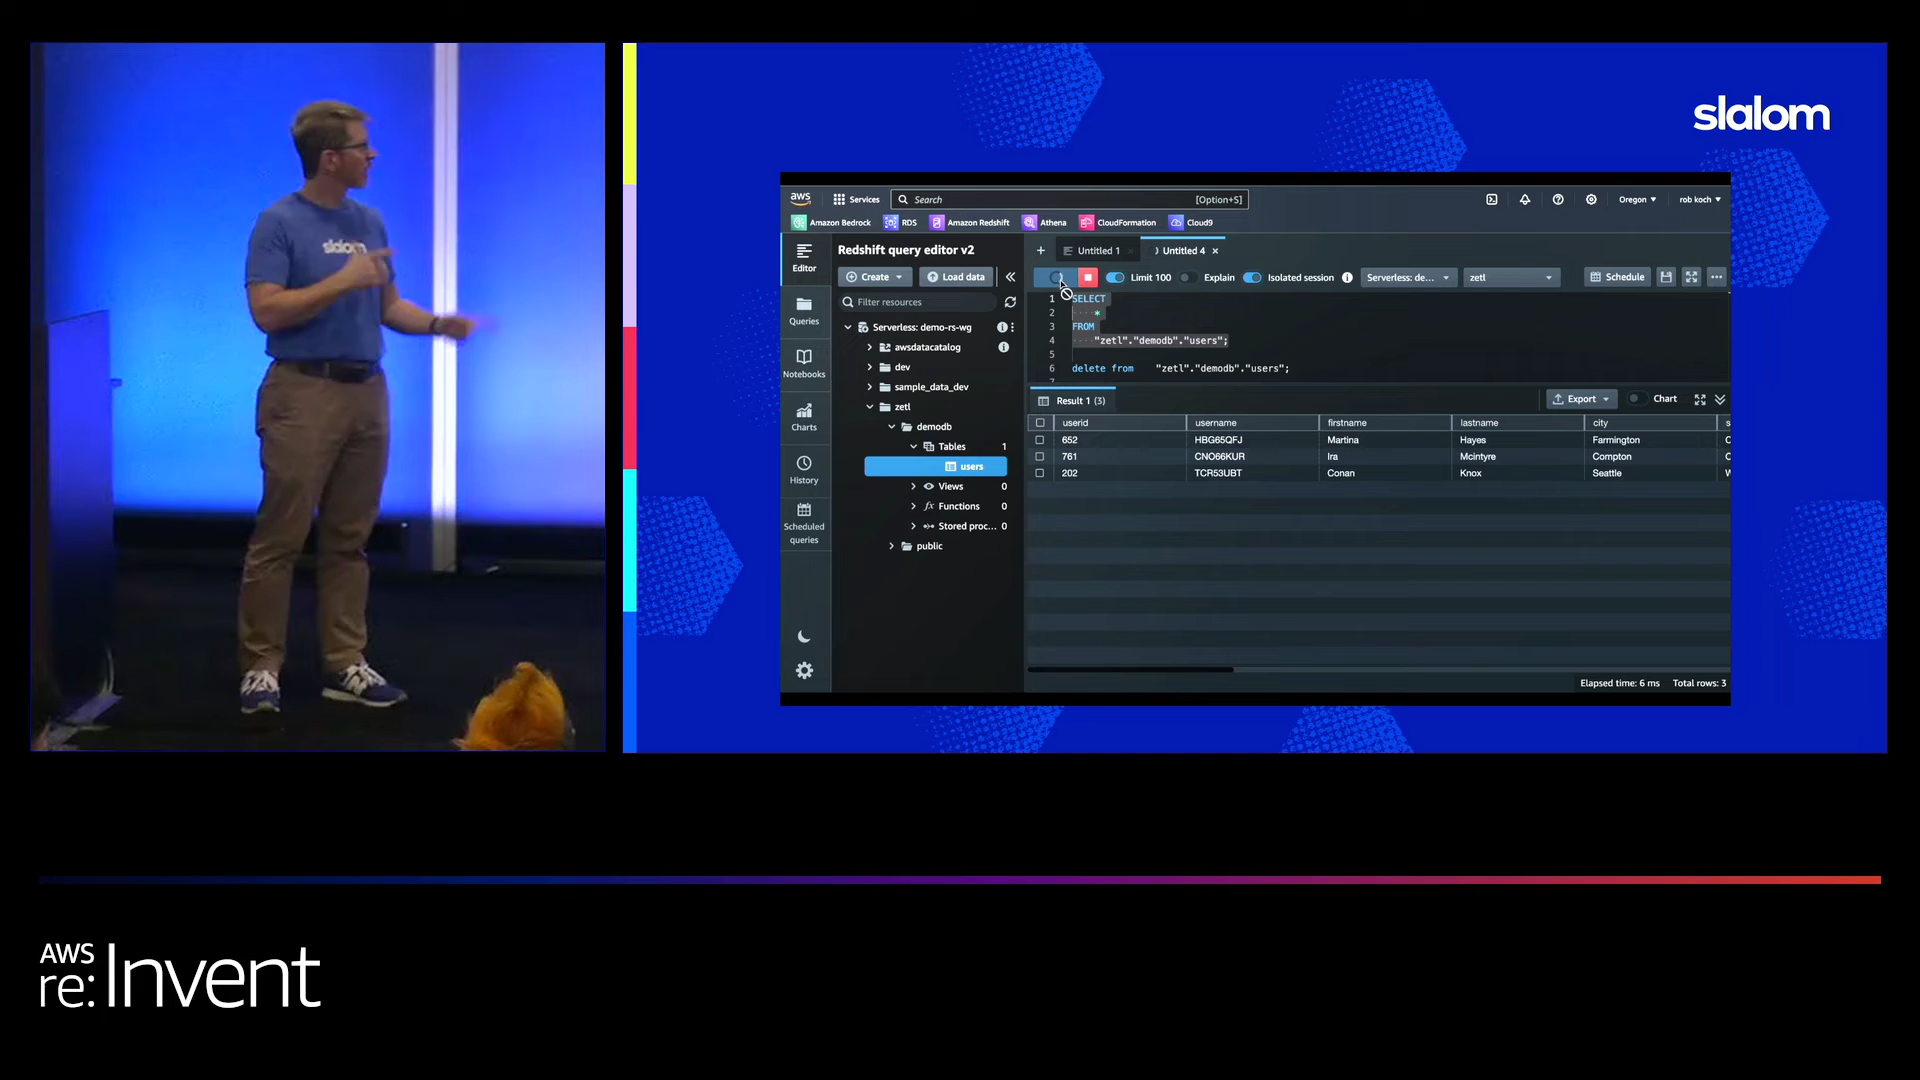 slalom
slalom
aws
Services
Search
[Option+S]
Oregon
rob koch
Amazon Bedrock
RDS
Amazon Redshift
Athena
CloudFormation
Cloud9
Editor
Queries
Notebooks
Charts
History
Scheduled
queries
Redshift query editor v2
Create
Load data
Filter resources
Serverless: demo-rs-wg
awsdatacatalog
dev
sample_data_dev
zetl
demodb
Tables 1
users
Views 0
Functions 0
Stored proc... 0
public
Untitled 1
Untitled 4
Limit 100
Explain
Isolated session
Serverless: de...
zetl
Schedule
1 SELECT
2 *
3 FROM
4 "zetl"."demodb"."users";
5
6 delete from "zetl"."demodb"."users";
7
Result 1 (3)
Export
Chart
userid username firstname lastname city s
652 HBG65QFJ Martina Hayes Farmington C
761 CNO66KUR Ira Mcintyre Compton C
202 TCR53UBT Conan Knox Seattle W
Elapsed time: 6 ms Total rows: 3
AWS
re:Invent